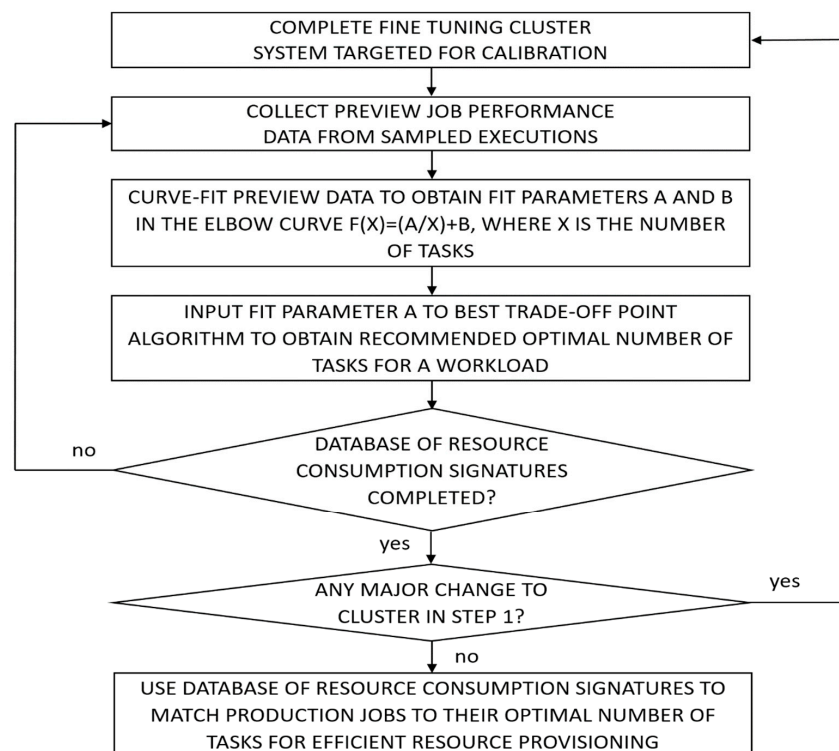 COMPLETE FINE TUNING CLUSTER
SYSTEM TARGETED FOR CALIBRATION
COLLECT PREVIEW JOB PERFORMANCE
DATA FROM SAMPLED EXECUTIONS
CURVE-FIT PREVIEW DATA TO OBTAIN FIT PARAMETERS A AND B
IN THE ELBOW CURVE F(X)=(A/X)+B, WHERE X IS THE NUMBER
OF TASKS
INPUT FIT PARAMETER A TO BEST TRADE-OFF POINT
ALGORITHM TO OBTAIN RECOMMENDED OPTIMAL NUMBER OF
TASKS FOR A WORKLOAD
no
DATABASE OF RESOURCE
CONSUMPTION SIGNATURES
COMPLETED?
yes
ANY MAJOR CHANGE TO
CLUSTER IN STEP 1?
yes
no
USE DATABASE OF RESOURCE CONSUMPTION SIGNATURES TO
MATCH PRODUCTION JOBS TO THEIR OPTIMAL NUMBER OF
TASKS FOR EFFICIENT RESOURCE PROVISIONING